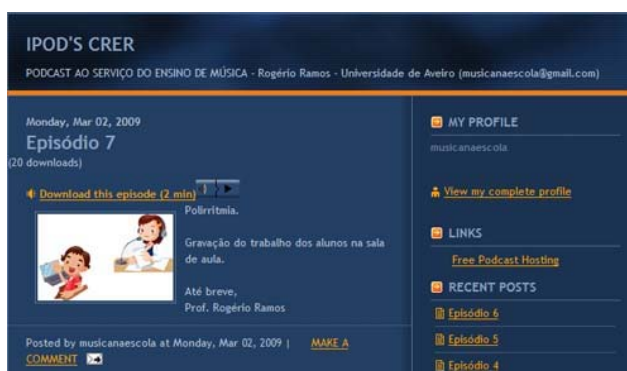 IPOD'S CRER
PODCAST AO SERVIÇO DO ENSINO DE MÚSICA - Rogério Ramos - Universidade de Aveiro (musicanaescola@gmail.com)
Monday, Mar 02, 2009
Episódio 7
(20 downloads)
Download this episode (2 min)
Polirritmia.
Gravação do trabalho dos alunos na sala
de aula.
Até breve,
Prof. Rogério Ramos
Posted by musicanaescola at Monday, Mar 02, 2009 | MAKE A
COMMENT
MY PROFILE
musicanaescola
View my complete profile
LINKS
Free Podcast Hosting
RECENT POSTS
Episódio 6
Episódio 5
Episódio 4